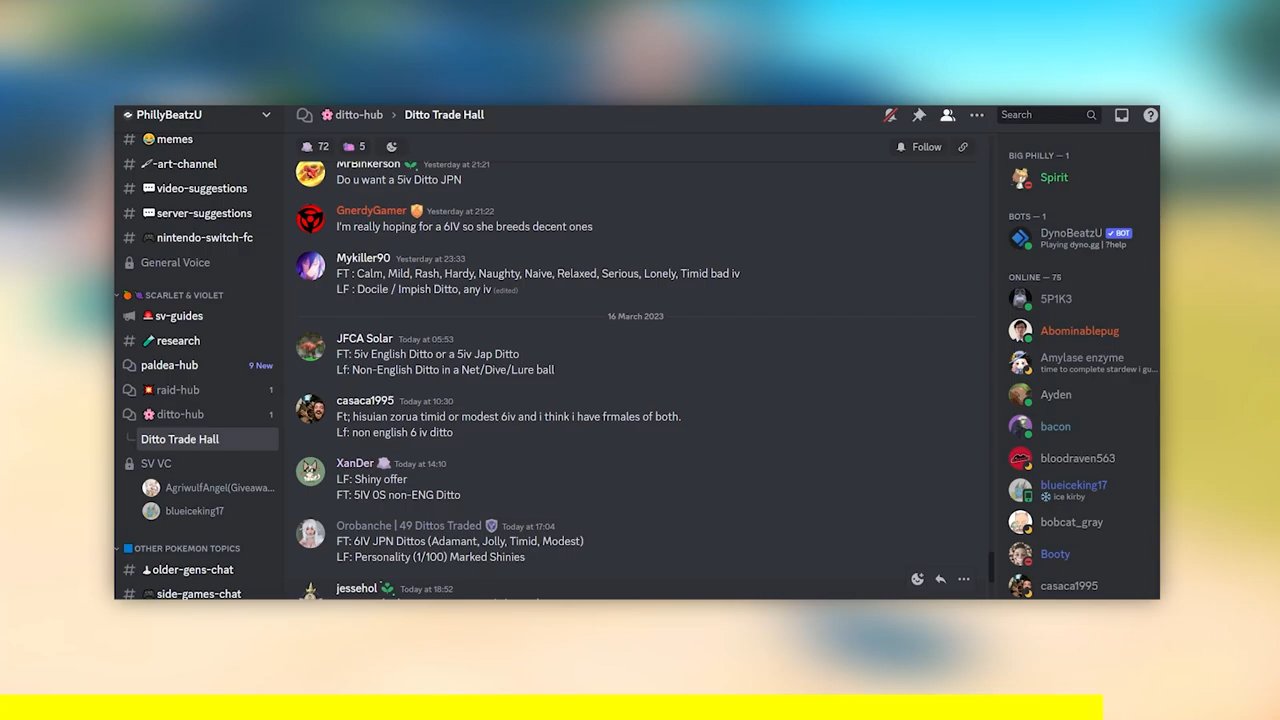 PhillyBeatzU
memes
-art-channel
video-suggestions
server-suggestions
nintendo-switch-fc
General Voice
SCARLET & VIOLET
sv-guides
research
paldea-hub 9 New
raid-hub 1
ditto-hub 1
Ditto Trade Hall
SV VC
AgriwulfAngel(Giveawa...
blueiceking17
OTHER POKEMON TOPICS
older-gens-chat
side-games-chat
ditto-hub > Ditto Trade Hall
72 5
Follow
MrBinkerson Yesterday at 21:21
Do u want a 5iv Ditto JPN
GnerdyGamer Yesterday at 21:22
I'm really hoping for a 6IV so she breeds decent ones
Mykiller90 Yesterday at 23:33
FT : Calm, Mild, Rash, Hardy, Naughty, Naive, Relaxed, Serious, Lonely, Timid bad iv
LF : Docile / Impish Ditto, any iv (edited)
16 March 2023
JFCA Solar Today at 05:53
FT: 5iv English Ditto or a 5iv Jap Ditto
Lf: Non-English Ditto in a Net/Dive/Lure ball
casaca1995 Today at 10:30
Ft; hisuian zorua timid or modest 6iv and i think i have frmales of both.
Lf: non english 6 iv ditto
XanDer Today at 14:10
LF: Shiny offer
FT: 5IV 0S non-ENG Ditto
Orobanche | 49 Dittos Traded Today at 17:04
FT: 6IV JPN Dittos (Adamant, Jolly, Timid, Modest)
LF: Personality (1/100) Marked Shinies
jessehol Today at 18:52
Search
BIG PHILLY — 1
Spirit
BOTS — 1
DynoBeatzU BOT
Playing dyno.gg | ?help
ONLINE — 75
5P1K3
Abominablepug
Amylase enzyme
time to complete stardew i gu...
Ayden
bacon
bloodraven563
blueiceking17
ice kirby
bobcat_gray
Booty
casaca1995